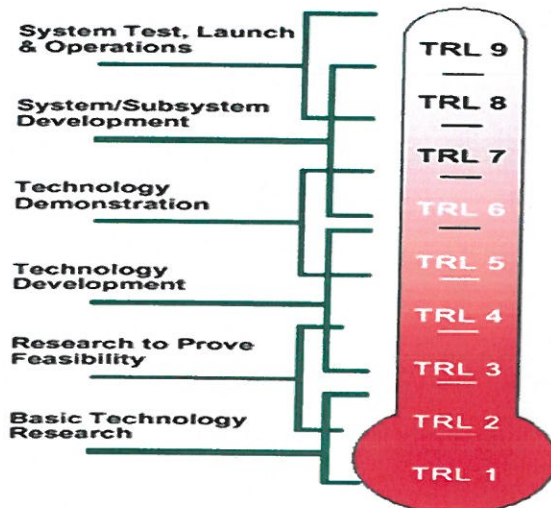 System Test, Launch
& Operations
System/Subsystem
Development
Technology
Demonstration
Technology
Development
Research to Prove
Feasibility
Basic Technology
Research
TRL 9
TRL 8
TRL 7
TRL 6
TRL 5
TRL 4
TRL 3
TRL 2
TRL 1